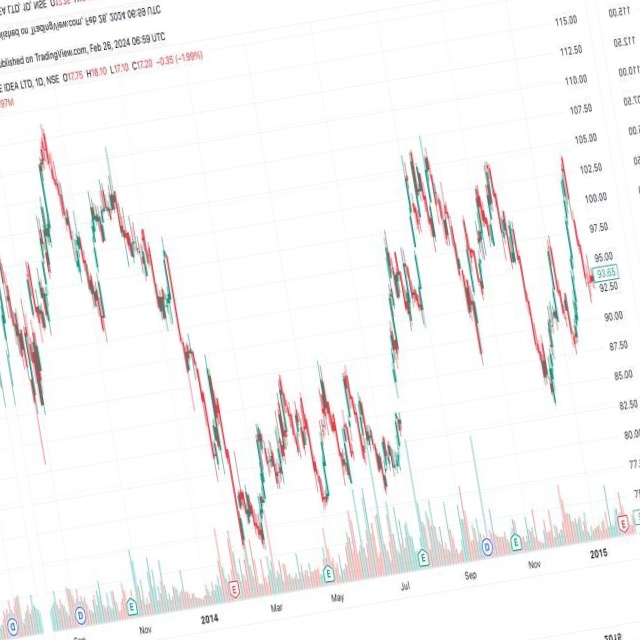 Published on TradingView.com, Feb 26, 2024 06:59 UTC
IDEA LTD, 1D, NSE O17.75 H18.10 L17.10 C17.20 −0.35 (−1.99%)
97M
115.00
112.50
110.00
107.50
105.00
102.50
100.00
97.50
95.00
93.65
92.50
90.00
87.50
85.00
82.50
80.00
D
E
E
E
E
D
E
E
Nov
2014
Mar
May
Jul
Sep
Nov
2015